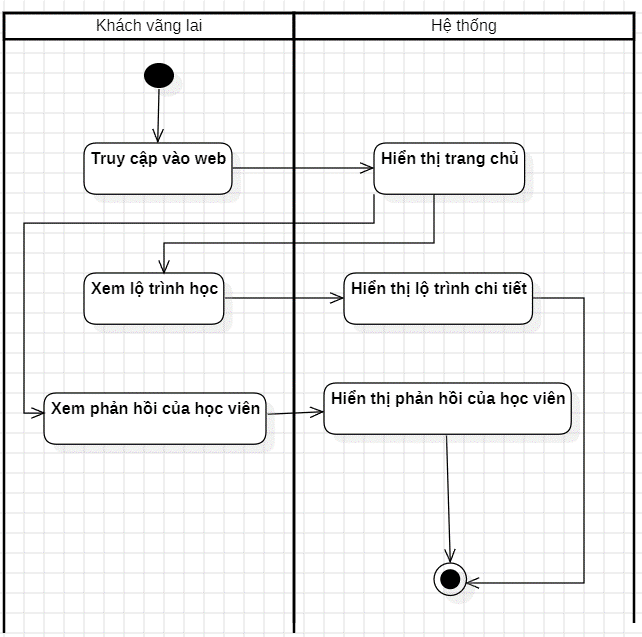 Khách vãng lai
Hệ thống
Truy cập vào web
Hiển thị trang chủ
Xem lộ trình học
Hiển thị lộ trình chi tiết
Xem phản hồi của học viên
Hiển thị phản hồi của học viên